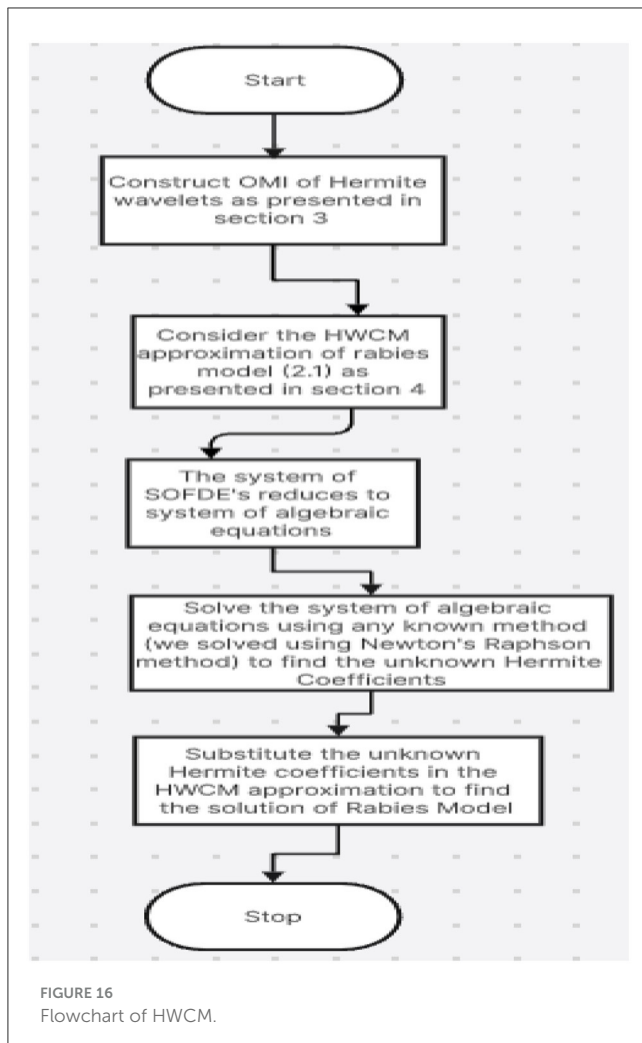 Start
Construct OMI of Hermite
wavelets as presented in
section 3
Consider the HWCM
approximation of rabies
model (2.1) as
presented in section 4
The system of
SOFDE's reduces to
system of algebraic
equations
Solve the system of algebraic
equations using any known method
(we solved using Newton's Raphson
method) to find the unknown Hermite
Coefficients
Substitute the unknown
Hermite coefficients in the
HWCM approximation to find
the solution of Rabies Model
Stop
FIGURE 16
Flowchart of HWCM.